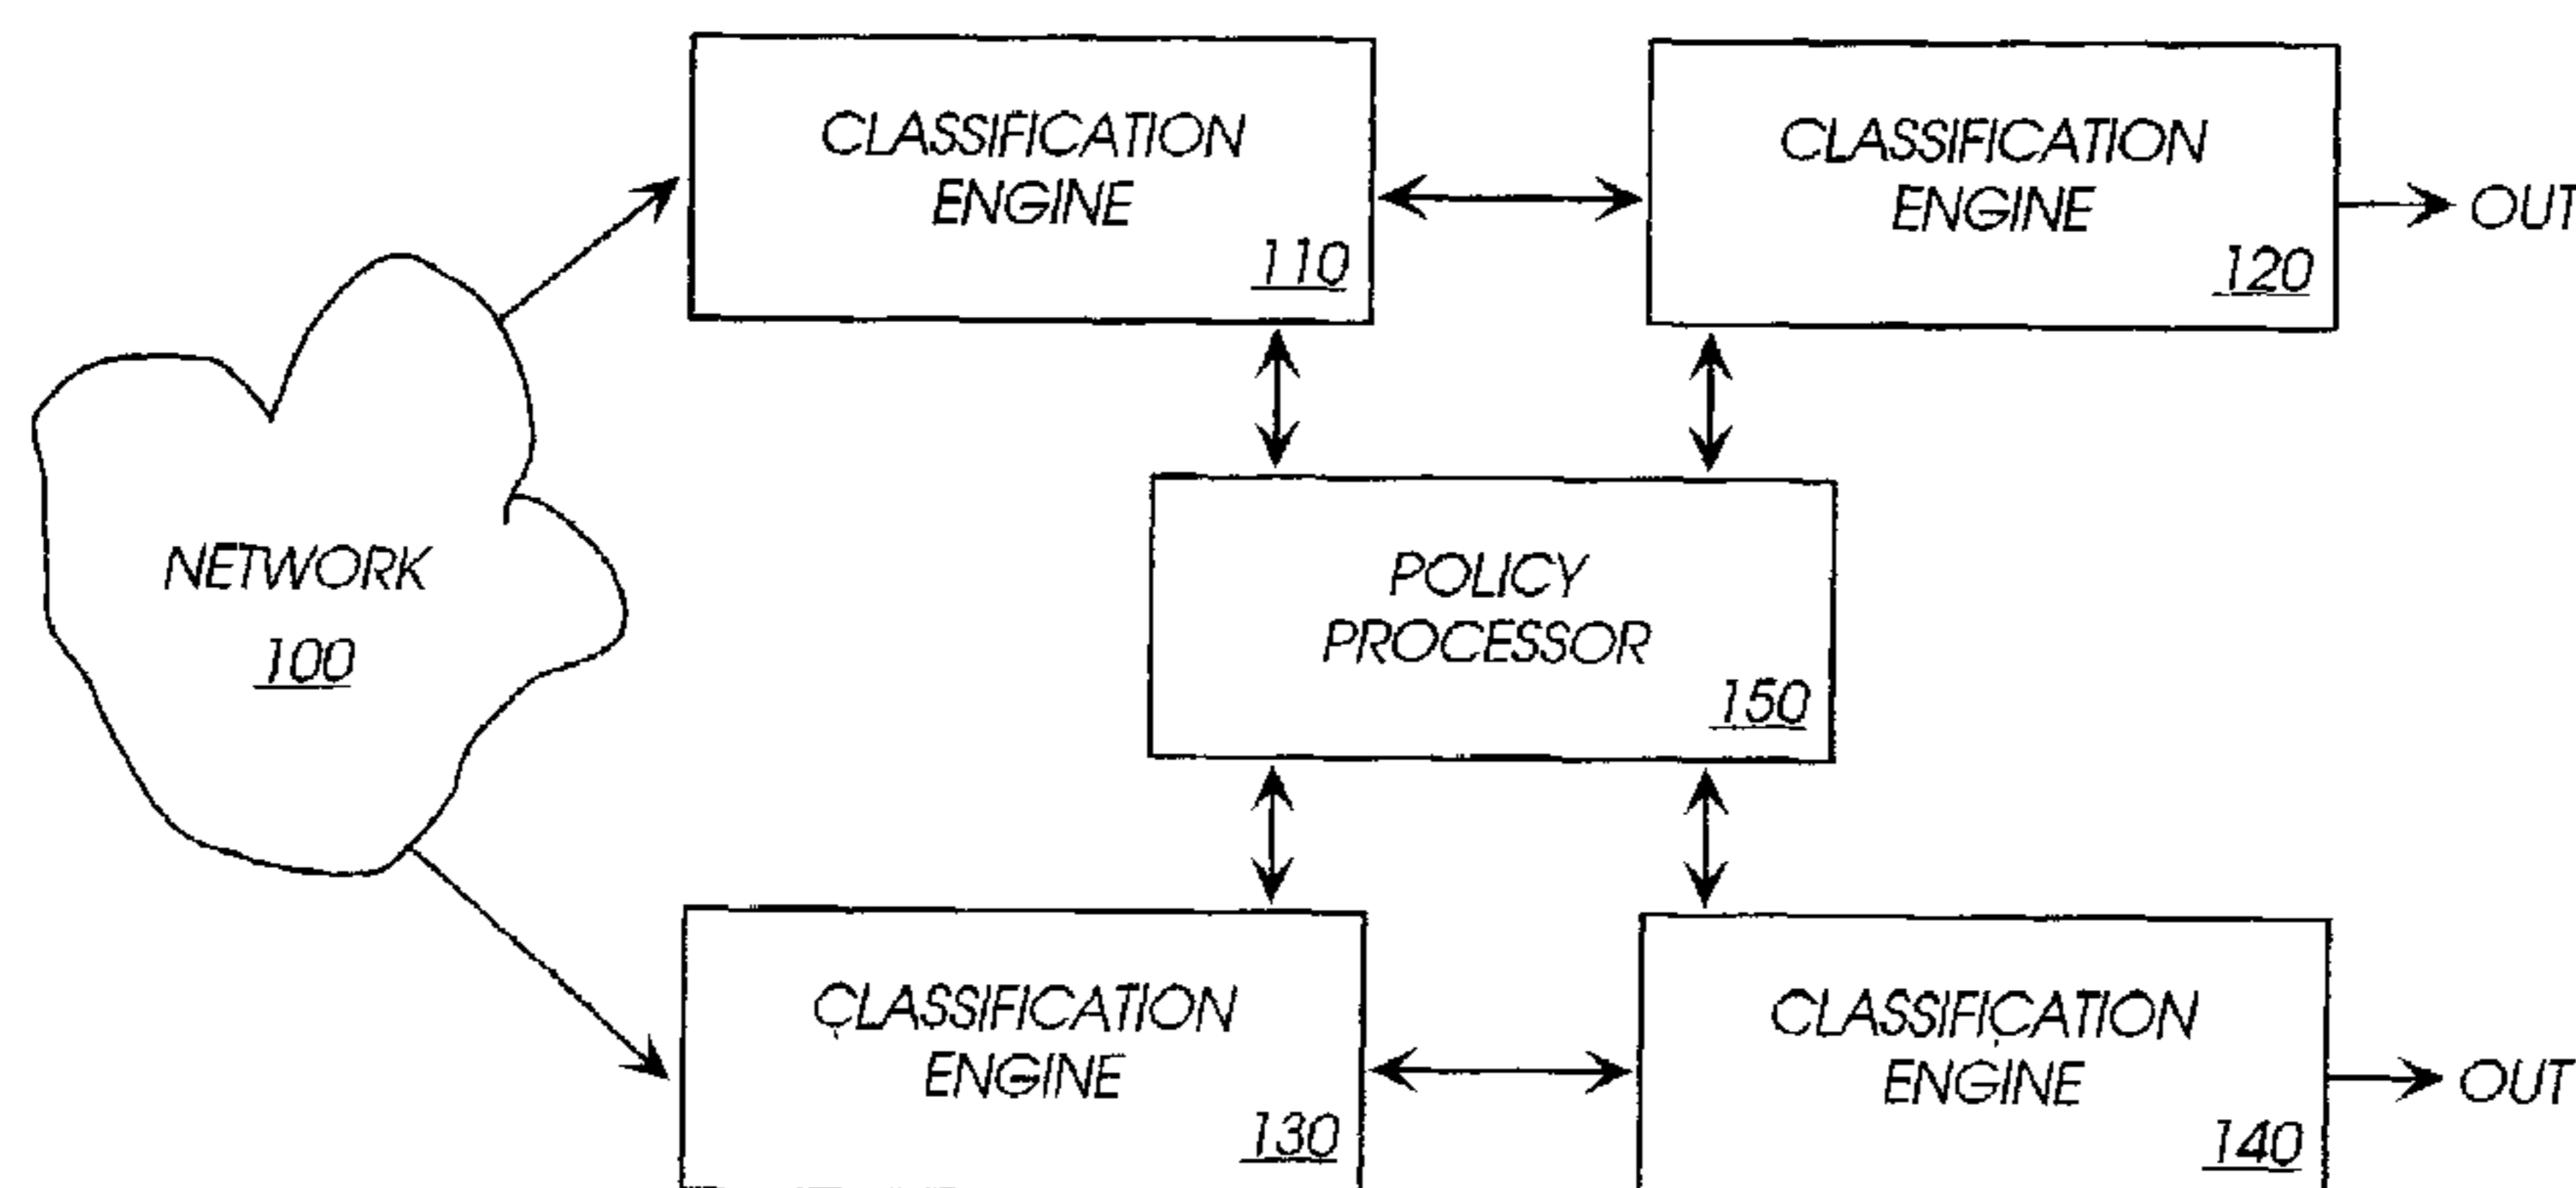 CLASSIFICATION
ENGINE
110
CLASSIFICATION
ENGINE
120
OUT
NETWORK
100
POLICY
PROCESSOR
150
CLASSIFICATION
ENGINE
130
CLASSIFICATION
ENGINE
140
OUT